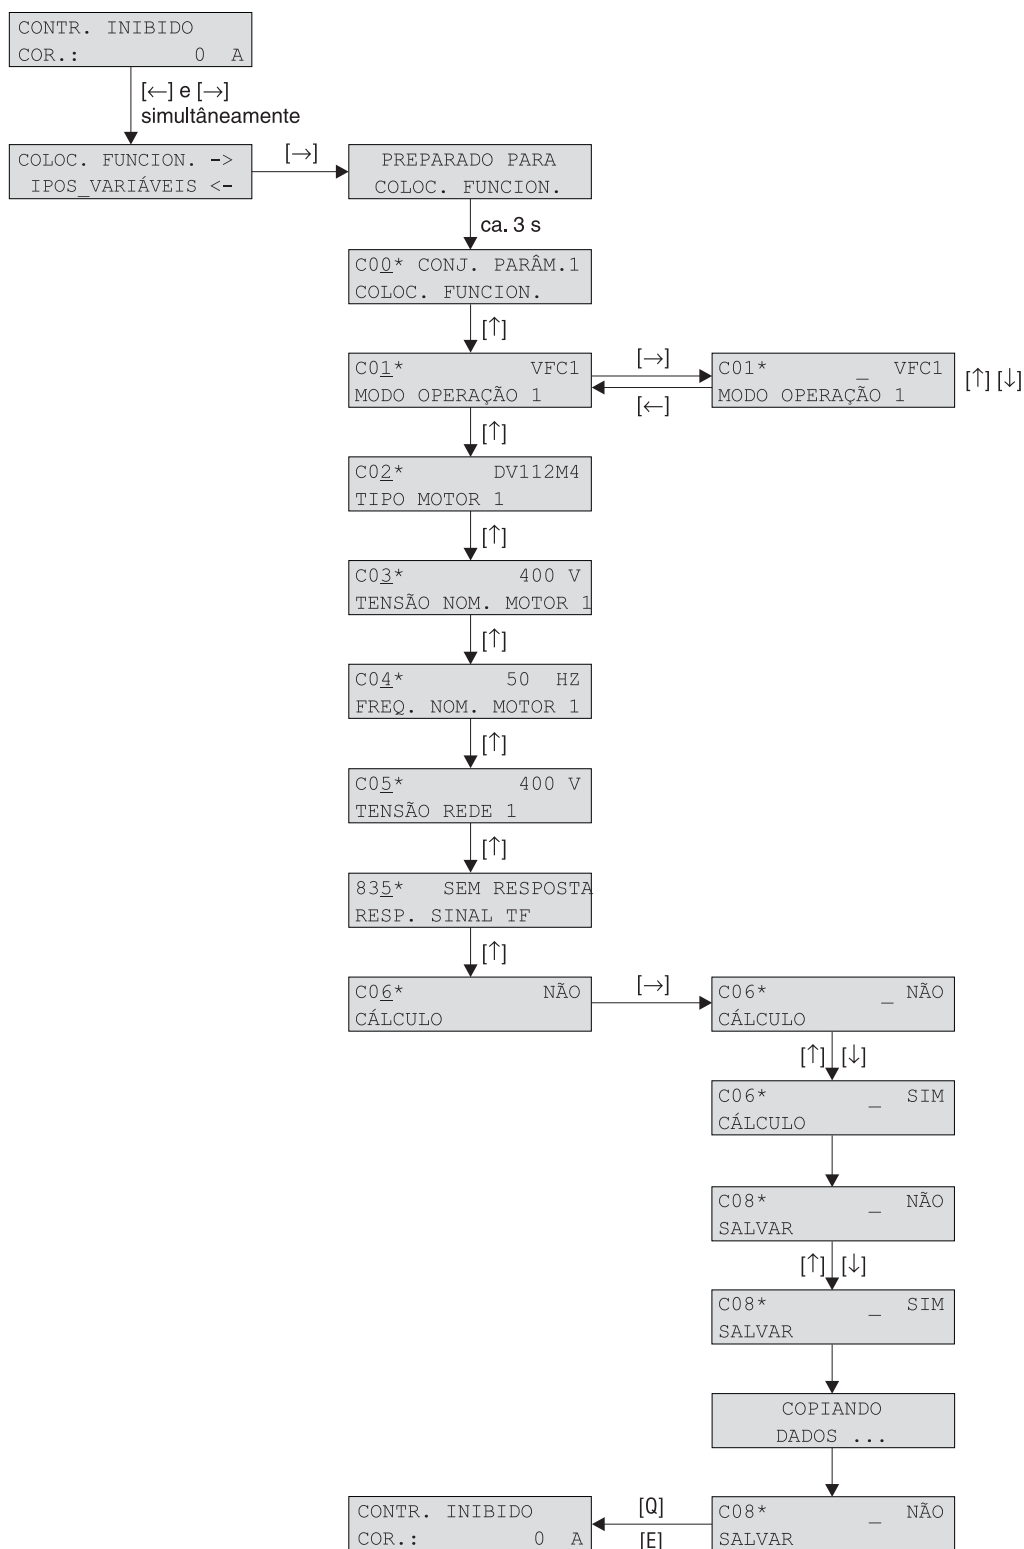 CONTR. INIBIDO
COR.: 0 A
[←] e [→]
simultâneamente
COLOC. FUNCION. ->
IPOS_VARIÁVEIS <-
[→]
PREPARADO PARA
COLOC. FUNCION.
ca. 3 s
C00* CONJ. PARÂM.1
COLOC. FUNCION.
[↑]
C01* VFC1
MODO OPERAÇÃO 1
[→]
[←]
C01* _ VFC1
MODO OPERAÇÃO 1
[↑] [↓]
[↑]
C02* DV112M4
TIPO MOTOR 1
[↑]
C03* 400 V
TENSÃO NOM. MOTOR 1
[↑]
C04* 50 HZ
FREQ. NOM. MOTOR 1
[↑]
C05* 400 V
TENSÃO REDE 1
[↑]
835* SEM RESPOSTA
RESP. SINAL TF
[↑]
C06* NÃO
CÁLCULO
[→]
C06* _ NÃO
CÁLCULO
[↑] [↓]
C06* _ SIM
CÁLCULO
C08* _ NÃO
SALVAR
[↑] [↓]
C08* _ SIM
SALVAR
COPIANDO
DADOS ...
C08* _ NÃO
SALVAR
[Q]
[E]
CONTR. INIBIDO
COR.: 0 A